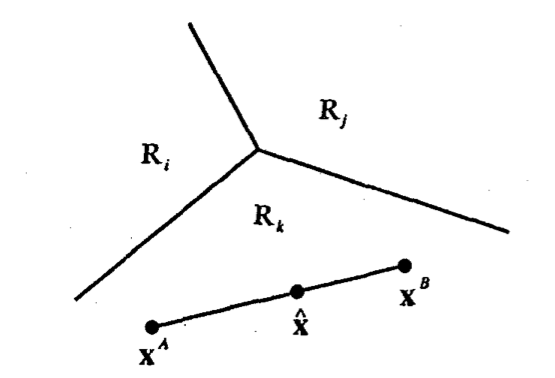 R_j
R_i
R_k
x^B
x̂
x^A